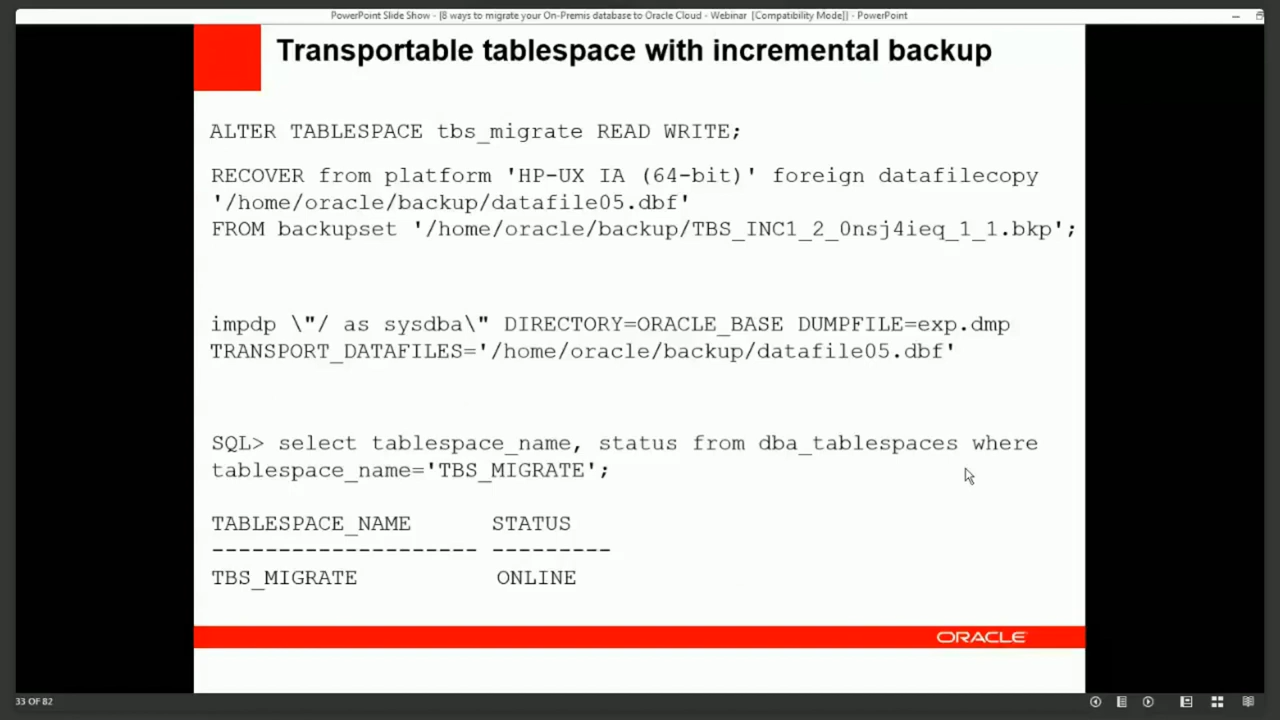 PowerPoint Slide Show - [8 ways to migrate your On-Premis database to Oracle Cloud - Webinar [Compatibility Mode]] - PowerPoint
Transportable tablespace with incremental backup
ALTER TABLESPACE tbs_migrate READ WRITE;
RECOVER from platform 'HP-UX IA (64-bit)' foreign datafilecopy
'/home/oracle/backup/datafile05.dbf'
FROM backupset '/home/oracle/backup/TBS_INC1_2_0nsj4ieq_1_1.bkp';
impdp \"/ as sysdba\" DIRECTORY=ORACLE_BASE DUMPFILE=exp.dmp
TRANSPORT_DATAFILES='/home/oracle/backup/datafile05.dbf'
SQL> select tablespace_name, status from dba_tablespaces where
tablespace_name='TBS_MIGRATE';
TABLESPACE_NAME STATUS
-------------------- ---------
TBS_MIGRATE ONLINE
ORACLE
33 OF 82